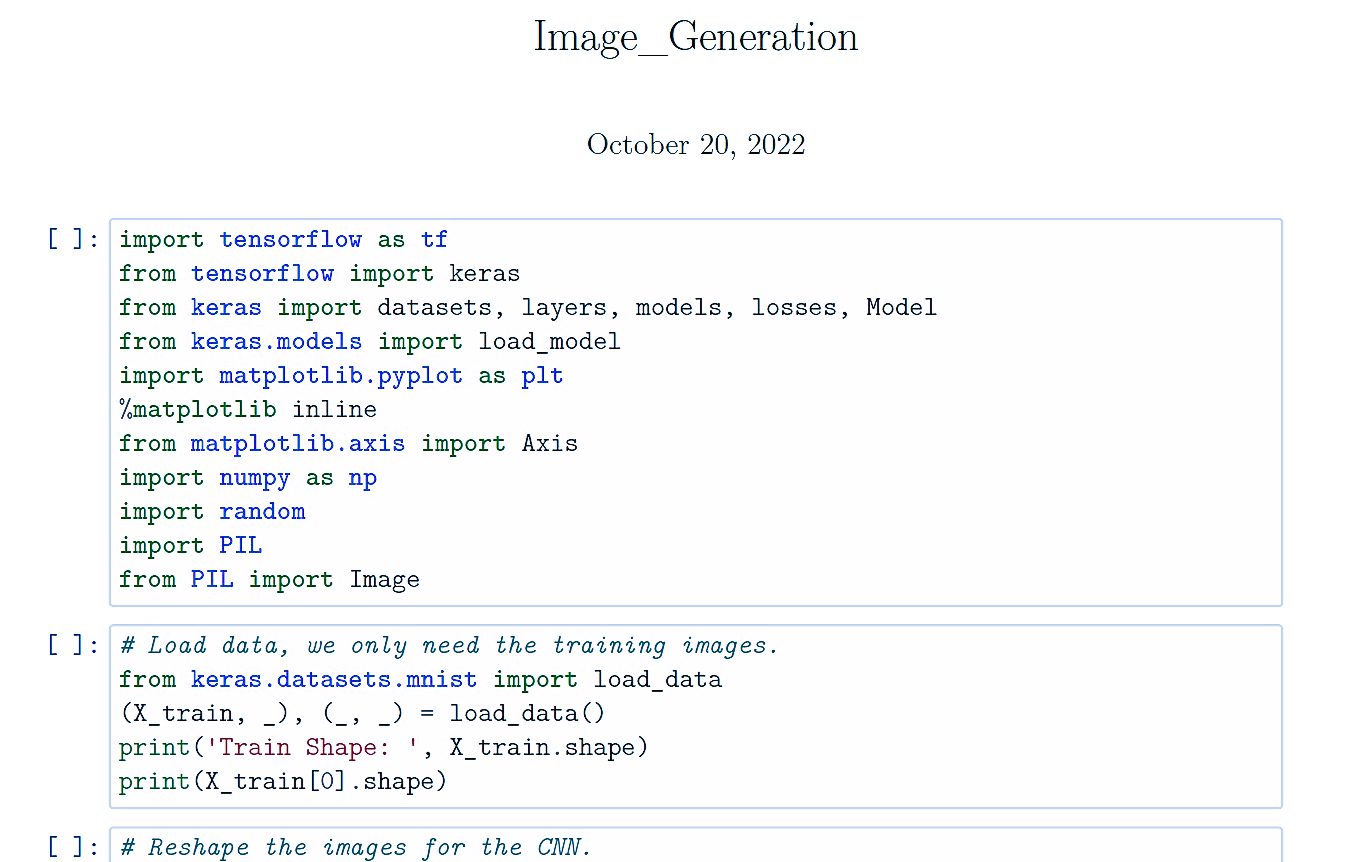 Image_Generation
October 20, 2022
[ ]: import tensorflow as tf
from tensorflow import keras
from keras import datasets, layers, models, losses, Model
from keras.models import load_model
import matplotlib.pyplot as plt
%matplotlib inline
from matplotlib.axis import Axis
import numpy as np
import random
import PIL
from PIL import Image
[ ]: # Load data, we only need the training images.
from keras.datasets.mnist import load_data
(X_train, _), (_, _) = load_data()
print('Train Shape: ', X_train.shape)
print(X_train[0].shape)
[ ]: # Reshape the images for the CNN.